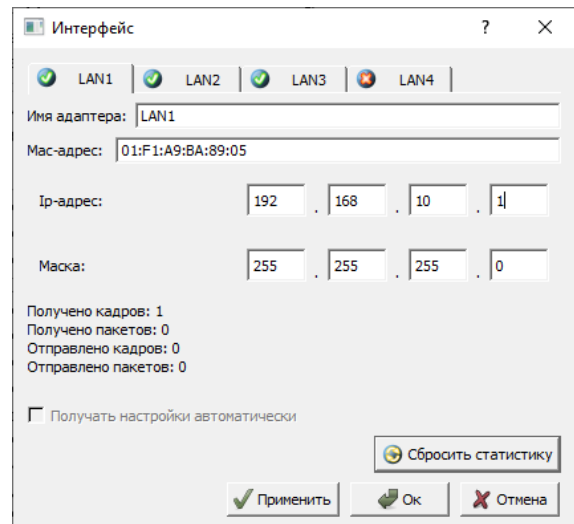 Интерфейс ?
LAN1 LAN2 LAN3 LAN4
Имя адаптера: LAN1
Mac-адрес: 01:F1:A9:BA:89:05
Ip-адрес: 192 . 168 . 10 . 1
Маска: 255 . 255 . 255 . 0
Получено кадров: 1
Получено пакетов: 0
Отправлено кадров: 0
Отправлено пакетов: 0
Получать настройки автоматически
Сбросить статистику
Применить Ок Отмена